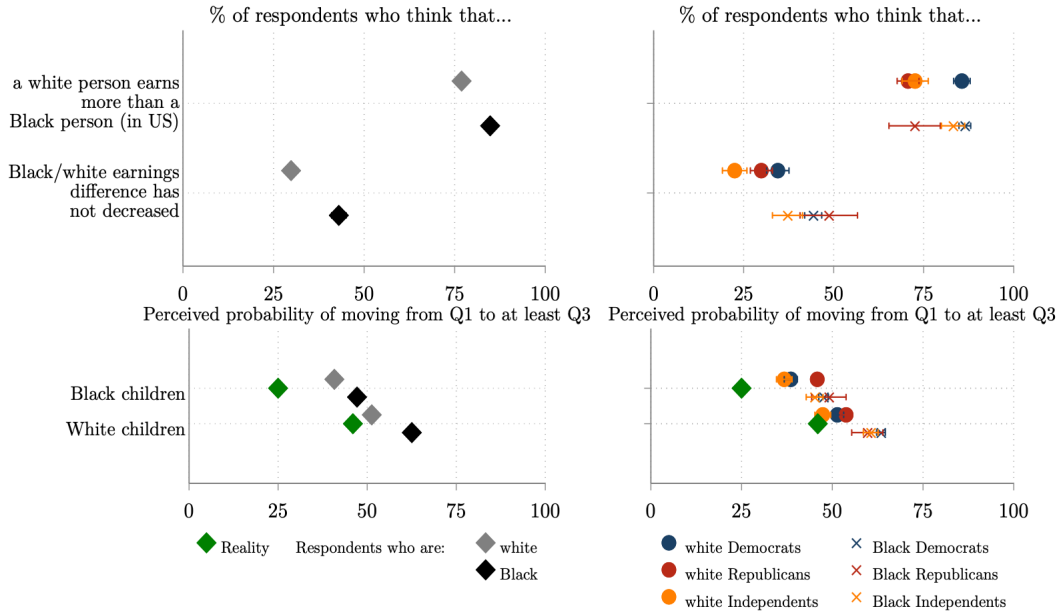 % of respondents who think that...
% of respondents who think that...
a white person earns
more than a
Black person (in US)
Black/white earnings
difference has
not decreased
0 25 50 75 100
0 25 50 75 100
Perceived probability of moving from Q1 to at least Q3
Perceived probability of moving from Q1 to at least Q3
Black children
White children
0 25 50 75 100
0 25 50 75 100
Reality Respondents who are: white
Black
white Democrats Black Democrats
white Republicans Black Republicans
white Independents Black Independents